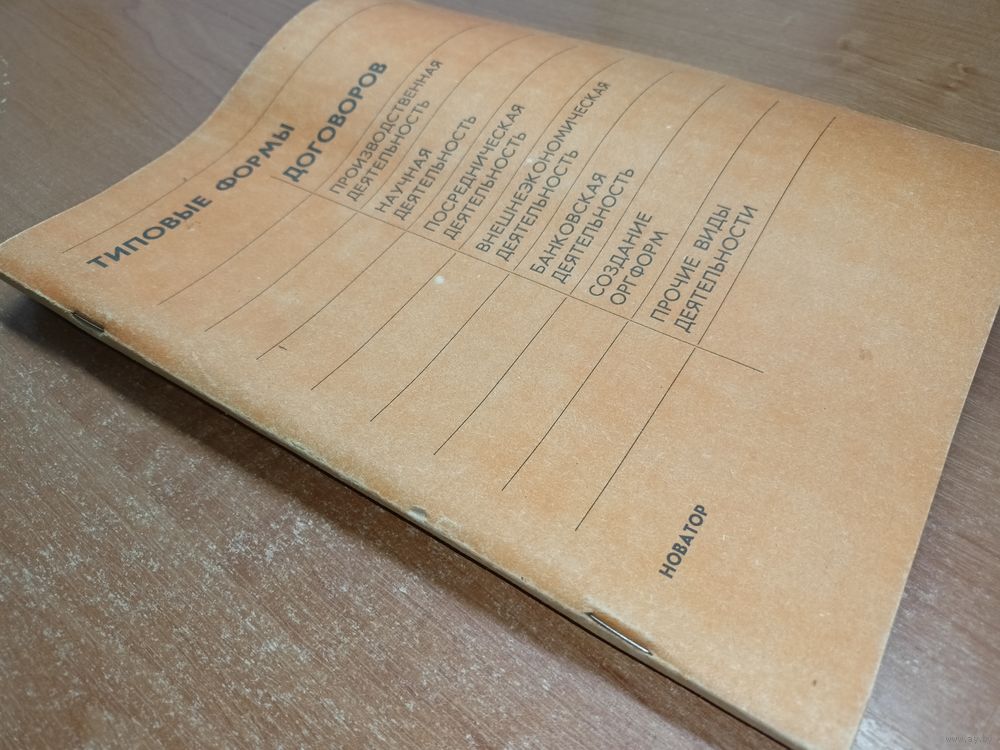 ТИПОВЫЕ ФОРМЫ
ДОГОВОРОВ
ПРОИЗВОДСТВЕННАЯ
ДЕЯТЕЛЬНОСТЬ
НАУЧНАЯ
ДЕЯТЕЛЬНОСТЬ
ПОСРЕДНИЧЕСКАЯ
ДЕЯТЕЛЬНОСТЬ
ВНЕШНЕЭКОНОМИЧЕСКАЯ
ДЕЯТЕЛЬНОСТЬ
БАНКОВСКАЯ
ДЕЯТЕЛЬНОСТЬ
СОЗДАНИЕ
ОРГФОРМ
ПРОЧИЕ ВИДЫ
ДЕЯТЕЛЬНОСТИ
НОВАТОР